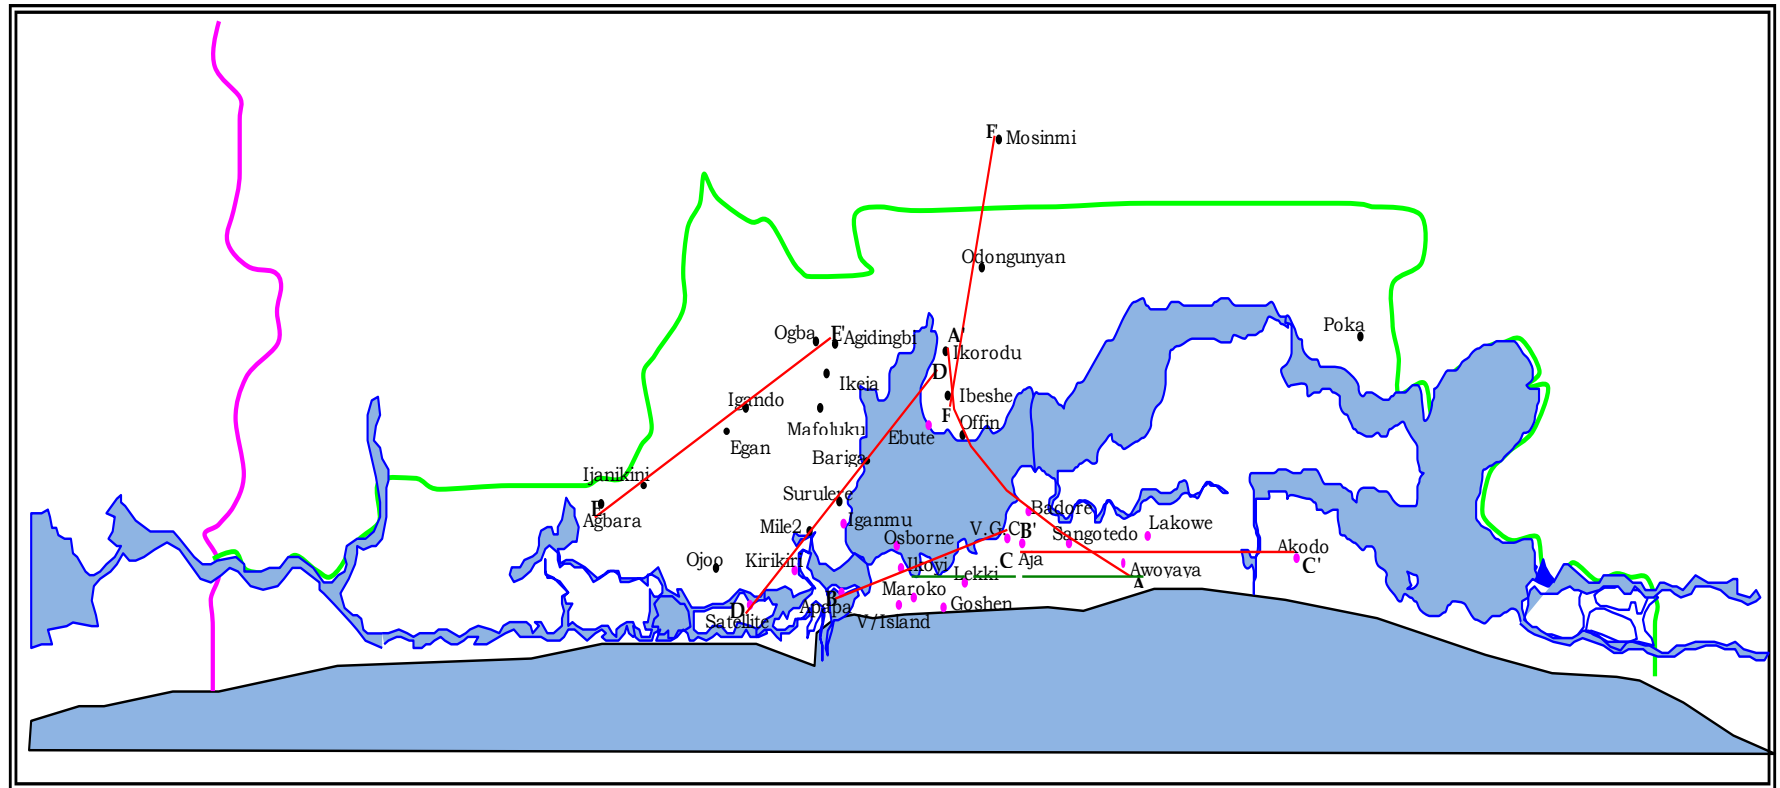 F'
Mosinmi
Odongunyan
Poka
Ogba
E'
Agidingbi
A'
Ikorodu
D
Ikeja
Ibeshe
Igando
F
Offin
Mafoluku
Ebute
Egan
Bariga
Ijanikini
Surulere
E
Agbara
Badore
Iganmu
Mile2
V.G.C
B'
Sangotedo
Lakowe
Osborne
Akodo
Ojoo
Kirikiri
Ikoyi
C
Aja
C'
Lekki
Awoyaya
A
Maroko
B
Apapa
Goshen
D'
Satellite
V/Island